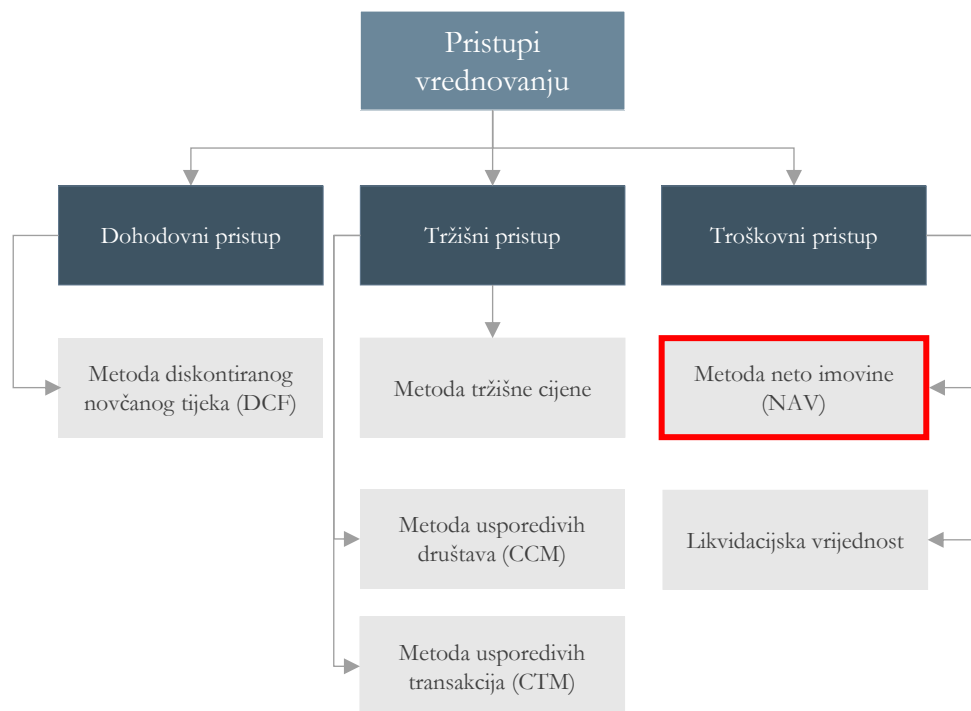 Pristupi
vrednovanju
Dohodovni pristup
Tržišni pristup
Troškovni pristup
Metoda diskontiranog
novčanog tijeka (DCF)
Metoda tržišne cijene
Metoda neto imovine
(NAV)
Metoda usporedivih
društava (CCM)
Likvidacijska vrijednost
Metoda usporedivih
transakcija (CTM)